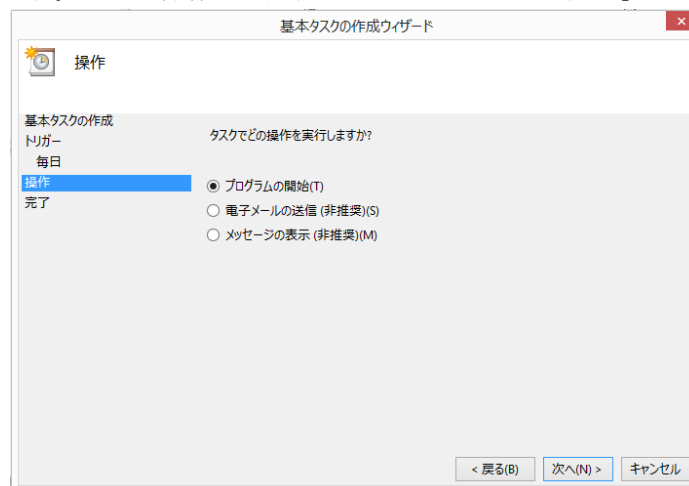 基本タスクの作成ウィザード
×
操作
基本タスクの作成
トリガー
毎日
操作
完了
タスクでどの操作を実行しますか?
プログラムの開始(T)
電子メールの送信 (非推奨)(S)
メッセージの表示 (非推奨)(M)
< 戻る(B)
次へ(N) >
キャンセル